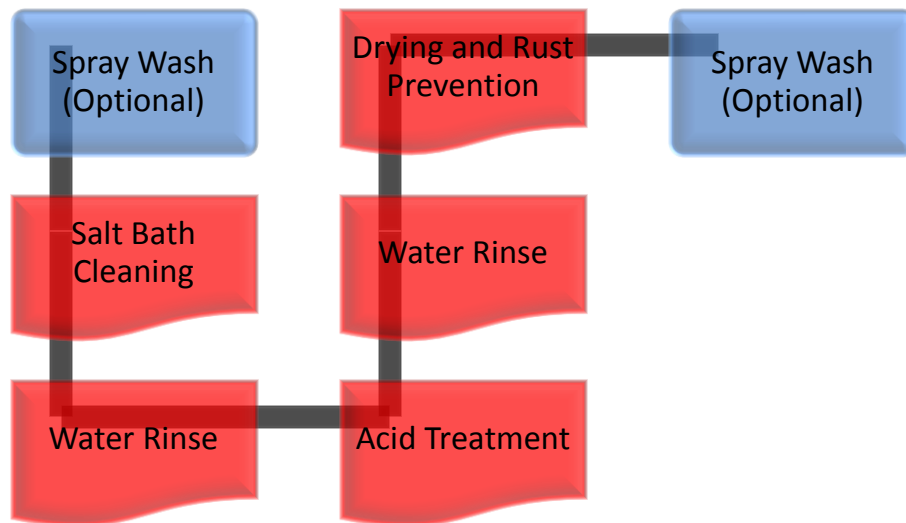 Spray Wash
(Optional)
Salt Bath
Cleaning
Water Rinse
Acid Treatment
Water Rinse
Drying and Rust
Prevention
Spray Wash
(Optional)